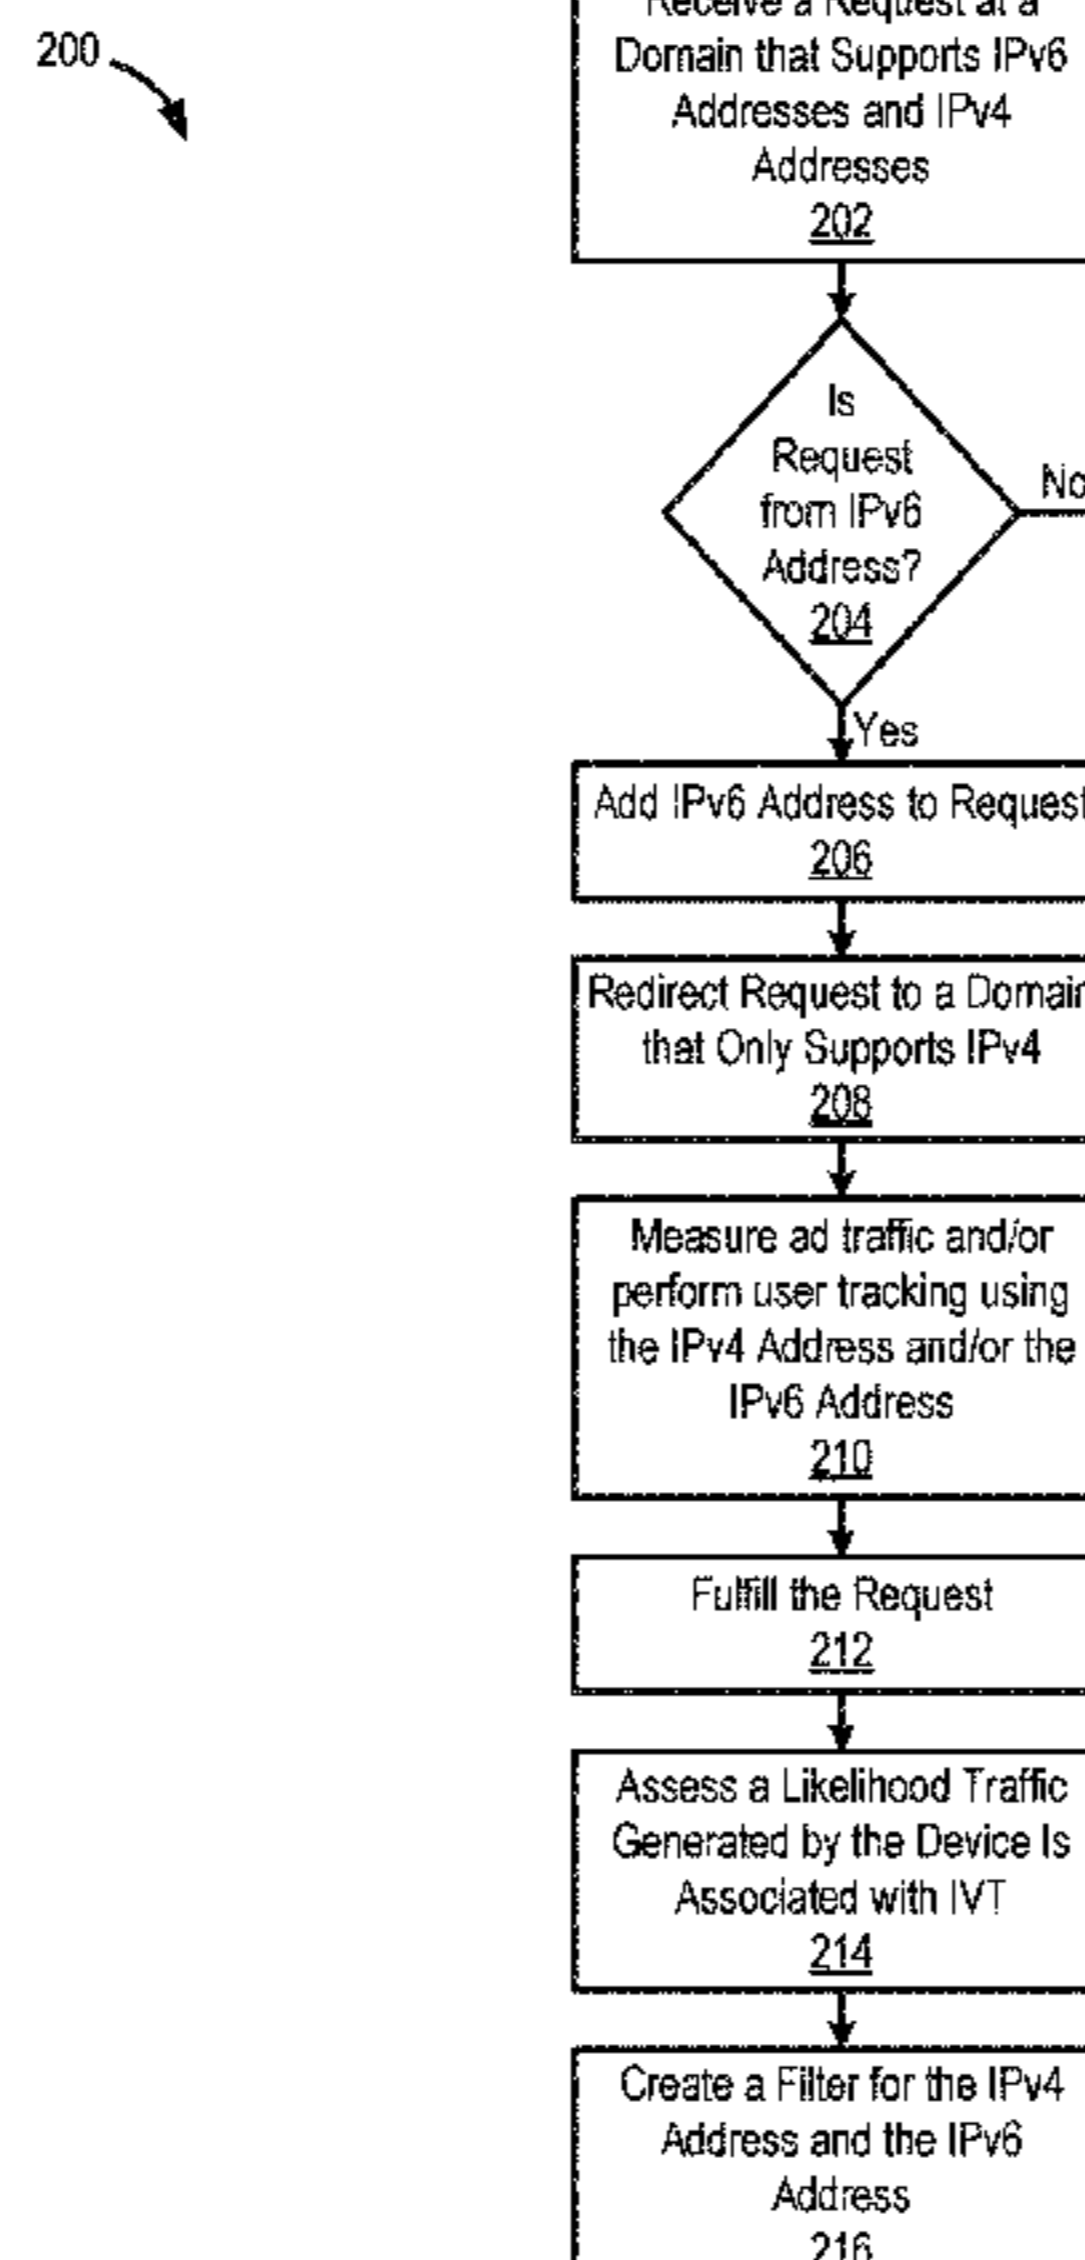 200
Receive a Request at a
Domain that Supports IPv6
Addresses and IPv4
Addresses
202
Is
Request
from IPv6
Address?
204
No
Yes
Add IPv6 Address to Request
206
Redirect Request to a Domain
that Only Supports IPv4
208
Measure ad traffic and/or
perform user tracking using
the IPv4 Address and/or the
IPv6 Address
210
Fulfill the Request
212
Assess a Likelihood Traffic
Generated by the Device Is
Associated with IVT
214
Create a Filter for the IPv4
Address and the IPv6
Address
216